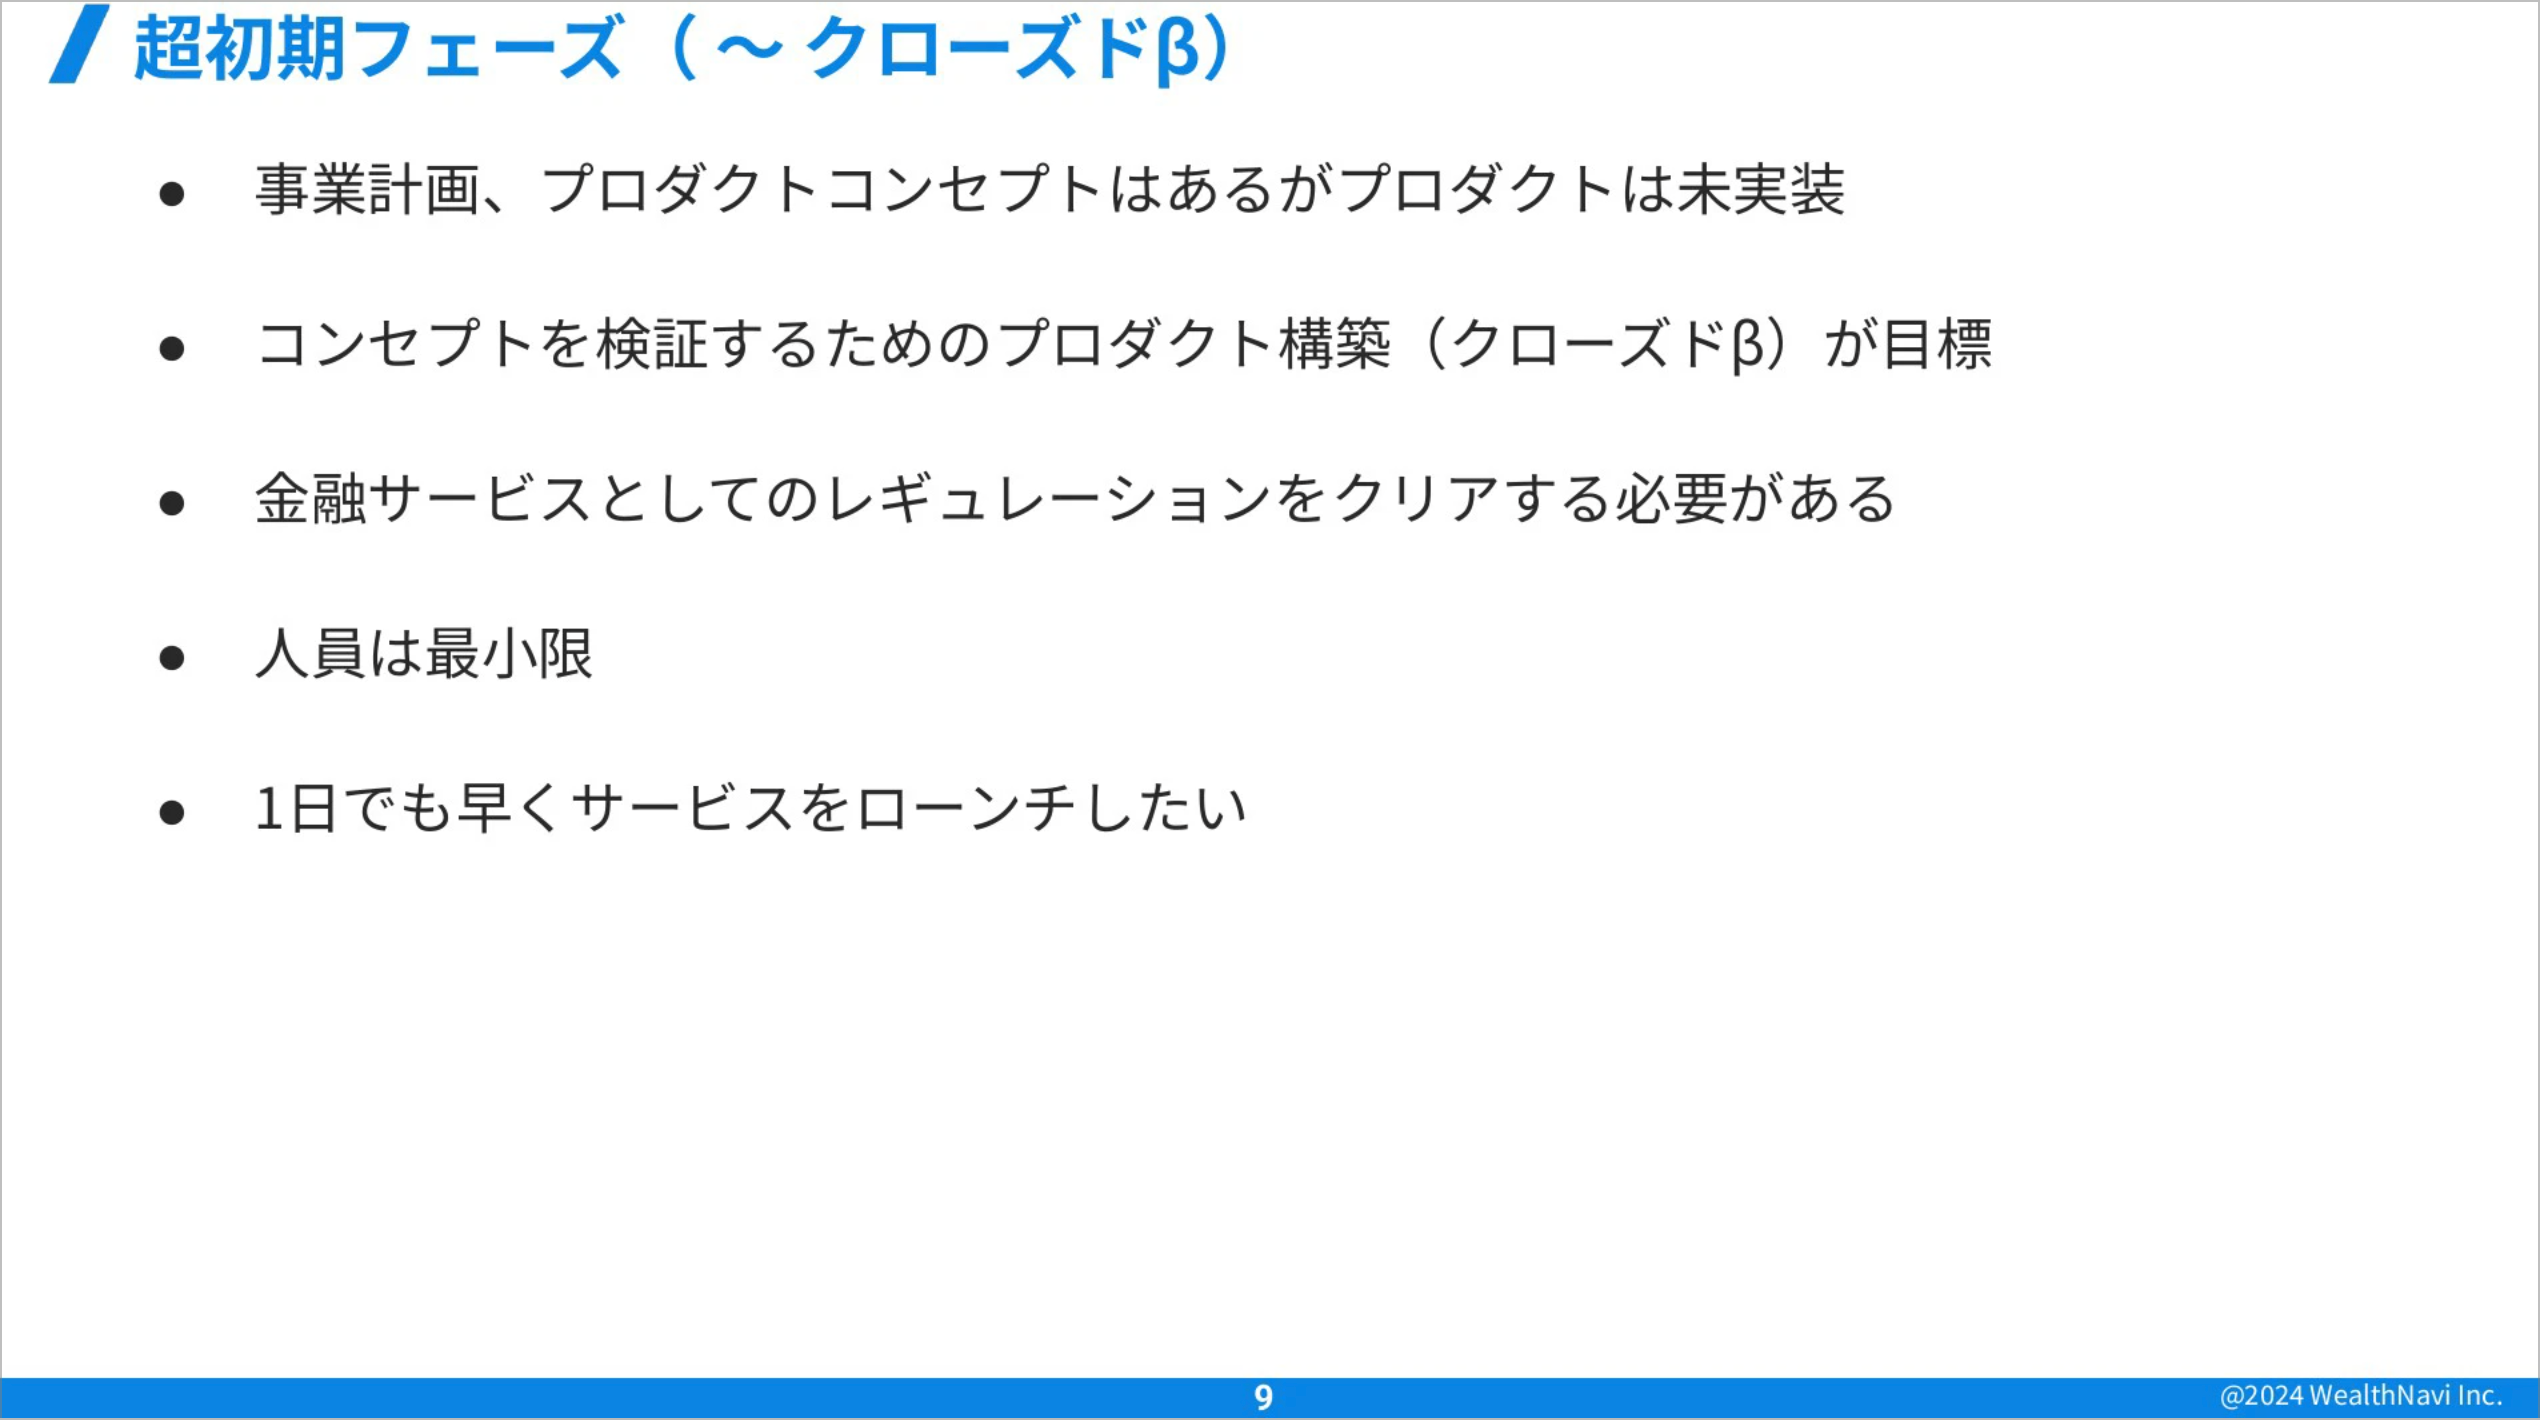 超初期フェーズ（ ～ クローズドβ）
● 事業計画、プロダクトコンセプトはあるがプロダクトは未実装
● コンセプトを検証するためのプロダクト構築（クローズドβ）が目標
● 金融サービスとしてのレギュレーションをクリアする必要がある
● 人員は最小限
● 1日でも早くサービスをローンチしたい
9
@2024 WealthNavi Inc.